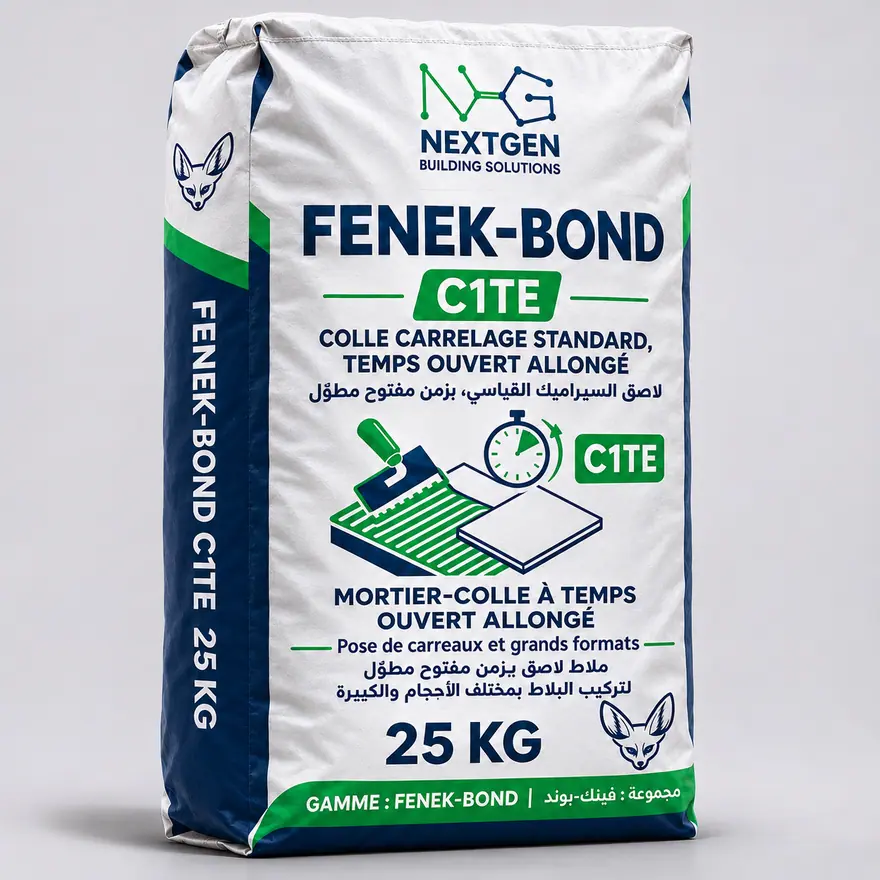 NEXTGEN
BUILDING SOLUTIONS
FENEK-BOND
C1TE
COLLE CARRELAGE STANDARD,
TEMPS OUVERT ALLONGÉ
لاصق السيراميك القياسي، بزمن مفتوح مطوّل
C1TE
MORTIER-COLLE À TEMPS
OUVERT ALLONGÉ
Pose de carreaux et grands formats
ملاط لاصق بزمن مفتوح مطوّل
لتركيب البلاط بمختلف الأحجام والكبيرة
25 KG
GAMME : FENEK-BOND | مجموعة : فينك-بوند
FENEK-BOND C1TE 25 KG